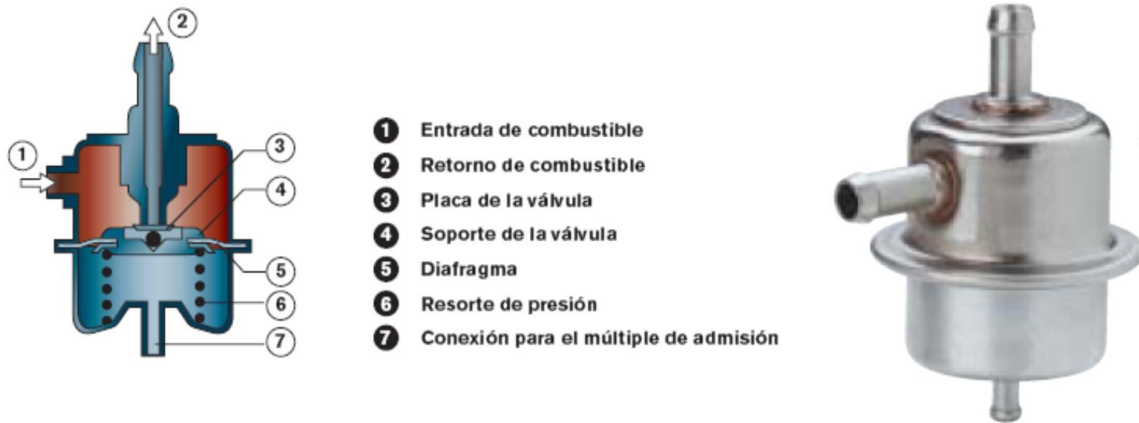 2
1
3
4
5
6
7
1 Entrada de combustible
2 Retorno de combustible
3 Placa de la válvula
4 Soporte de la válvula
5 Diafragma
6 Resorte de presión
7 Conexión para el múltiple de admisión